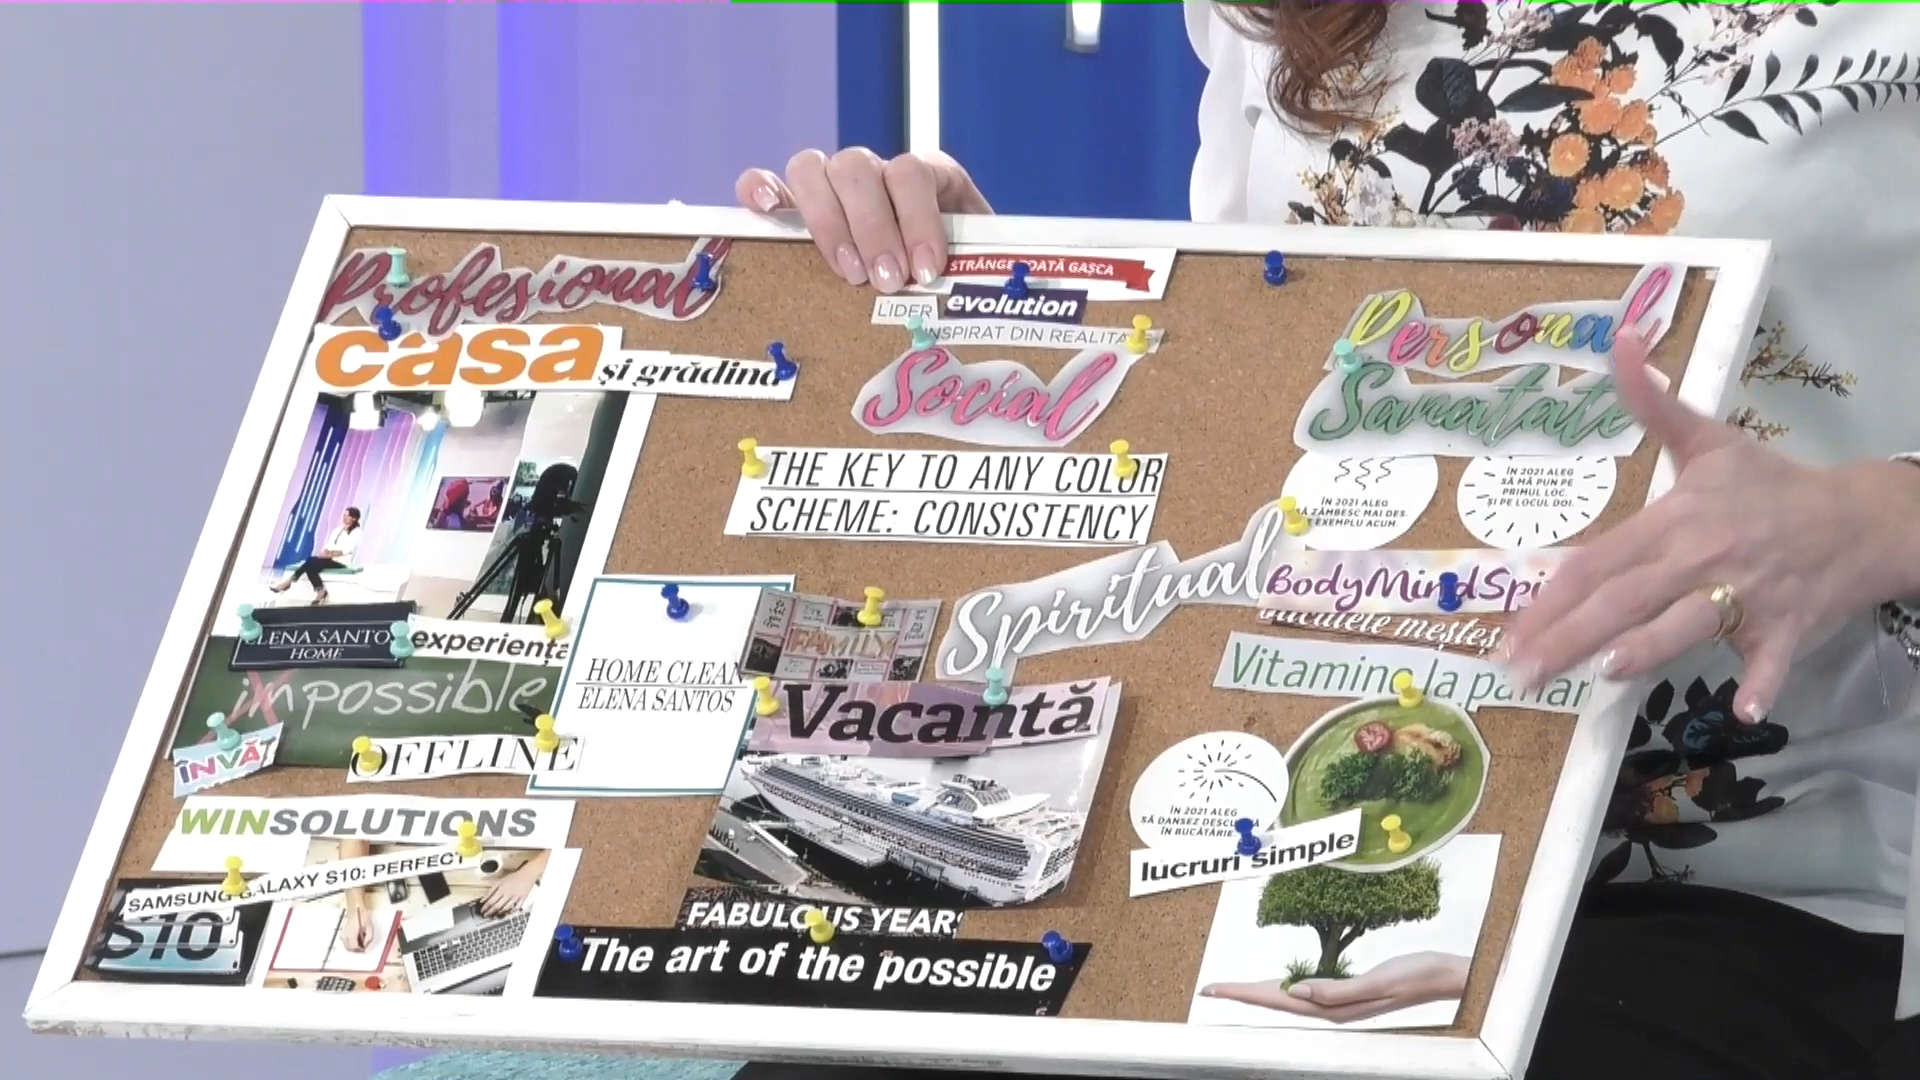 Profesional
casa
și grădina
ELENA SANTO
HOME
experiența
impossible
ÎNVĂ
OFFLINE
WINSOLUTIONS
SAMSUNG GALAXY S10: PERFECT
S10
STRÂNGE TOATĂ GAȘCA
LIDER
evolution
INSPIRAT DIN REALITA
Social
THE KEY TO ANY COLOR
SCHEME: CONSISTENCY
Spiritual
HOME CLEAN
ELENA SANTOS
FAMILY
Vacantă
FABULOUS YEARS
The art of the possible
Personal
Sanatate
ÎN 2021 ALEG
SĂ ZÂMBESC MAI DES.
DE EXEMPLU ACUM.
ÎN 2021 ALEG
SĂ MĂ PUN PE
PRIMUL LOC.
ȘI PE LOCUL DOI.
BodyMindSpi
bucatele meșteș
Vitamine la pahar
ÎN 2021 ALEG
SĂ DANSEZ DESCULȚĂ
ÎN BUCĂTĂRIE.
lucruri simple